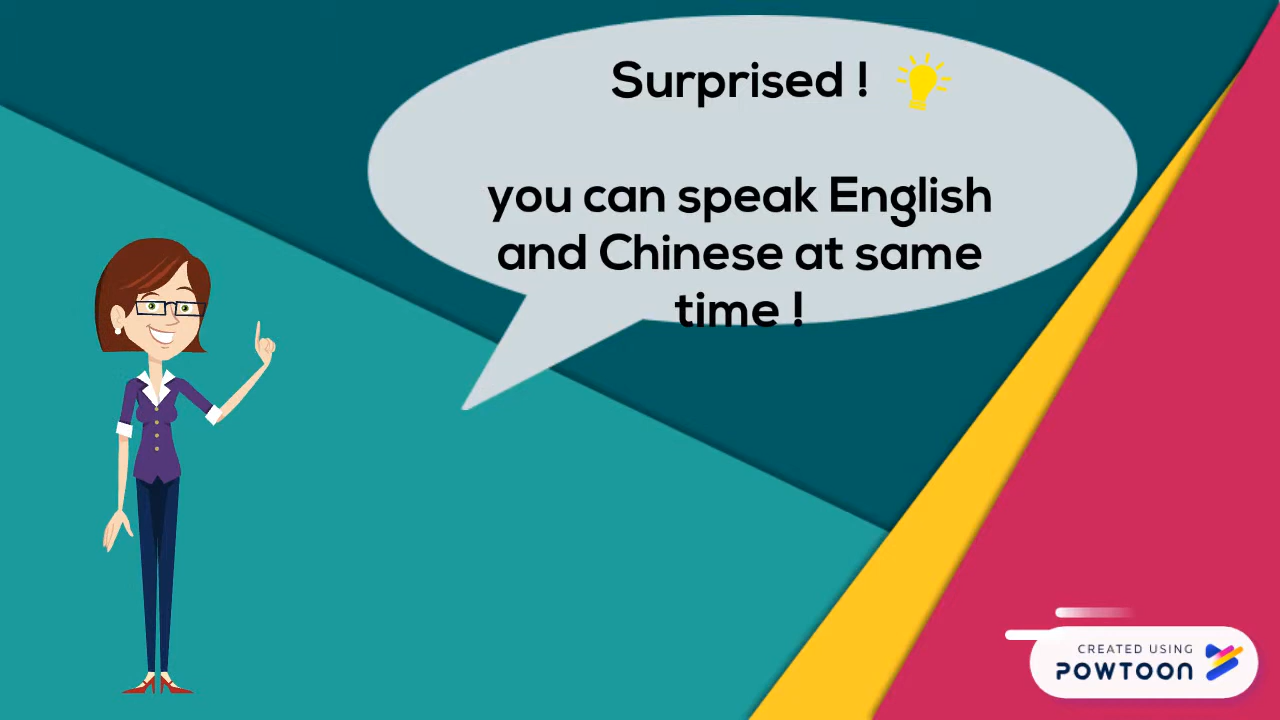 Surprised !
you can speak English
and Chinese at same
time !
CREATED USING
POWTOON